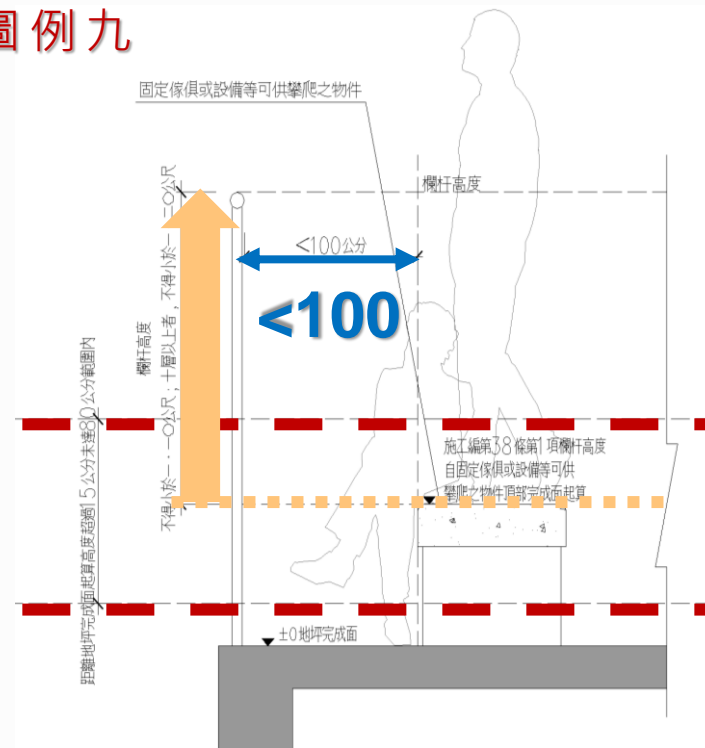 圖例九
固定傢俱或設備等可供攀爬之物件
欄杆高度
<100公分
<100
欄杆高度
不得小於一．一○公尺；十層以上者，不得小於一．二○公尺
距離地坪完成面起算高度超過15公分未達80公分範圍內
施工編第38條第1項欄杆高度
自固定傢俱或設備等可供
攀爬之物件頂部完成面起算
±0地坪完成面